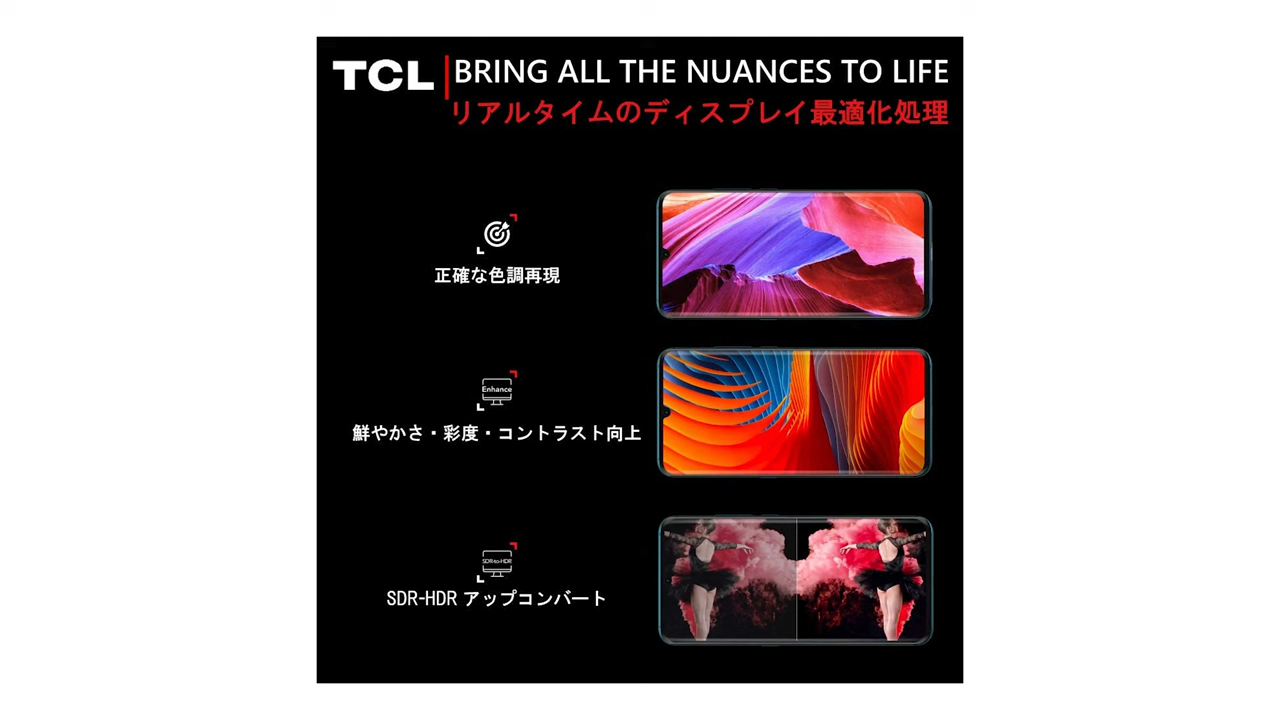 TCL
BRING ALL THE NUANCES TO LIFE
リアルタイムのディスプレイ最適化処理
正確な色調再現
Enhance
鮮やかさ・彩度・コントラスト向上
SDR-to-HDR
SDR-HDR アップコンバート